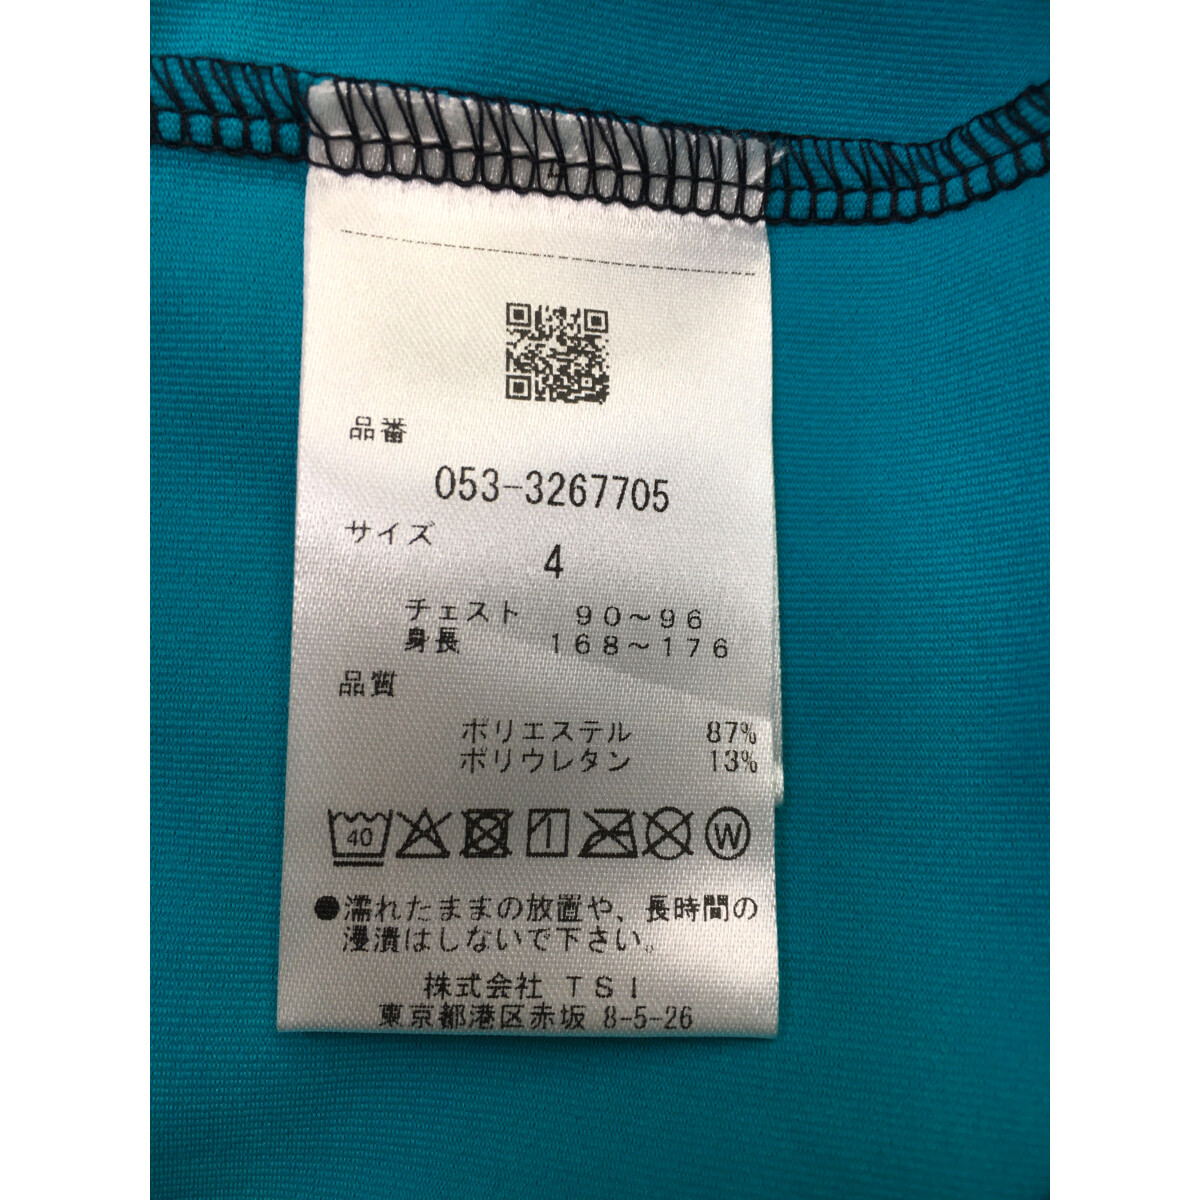 品番
053-3267705
サイズ
4
チェスト 90~96
身長 168~176
品質
ポリエステル 87%
ポリウレタン 13%
40 W
●濡れたままの放置や、長時間の
浸漬はしないで下さい。
株式会社 TSI
東京都港区赤坂 8-5-26